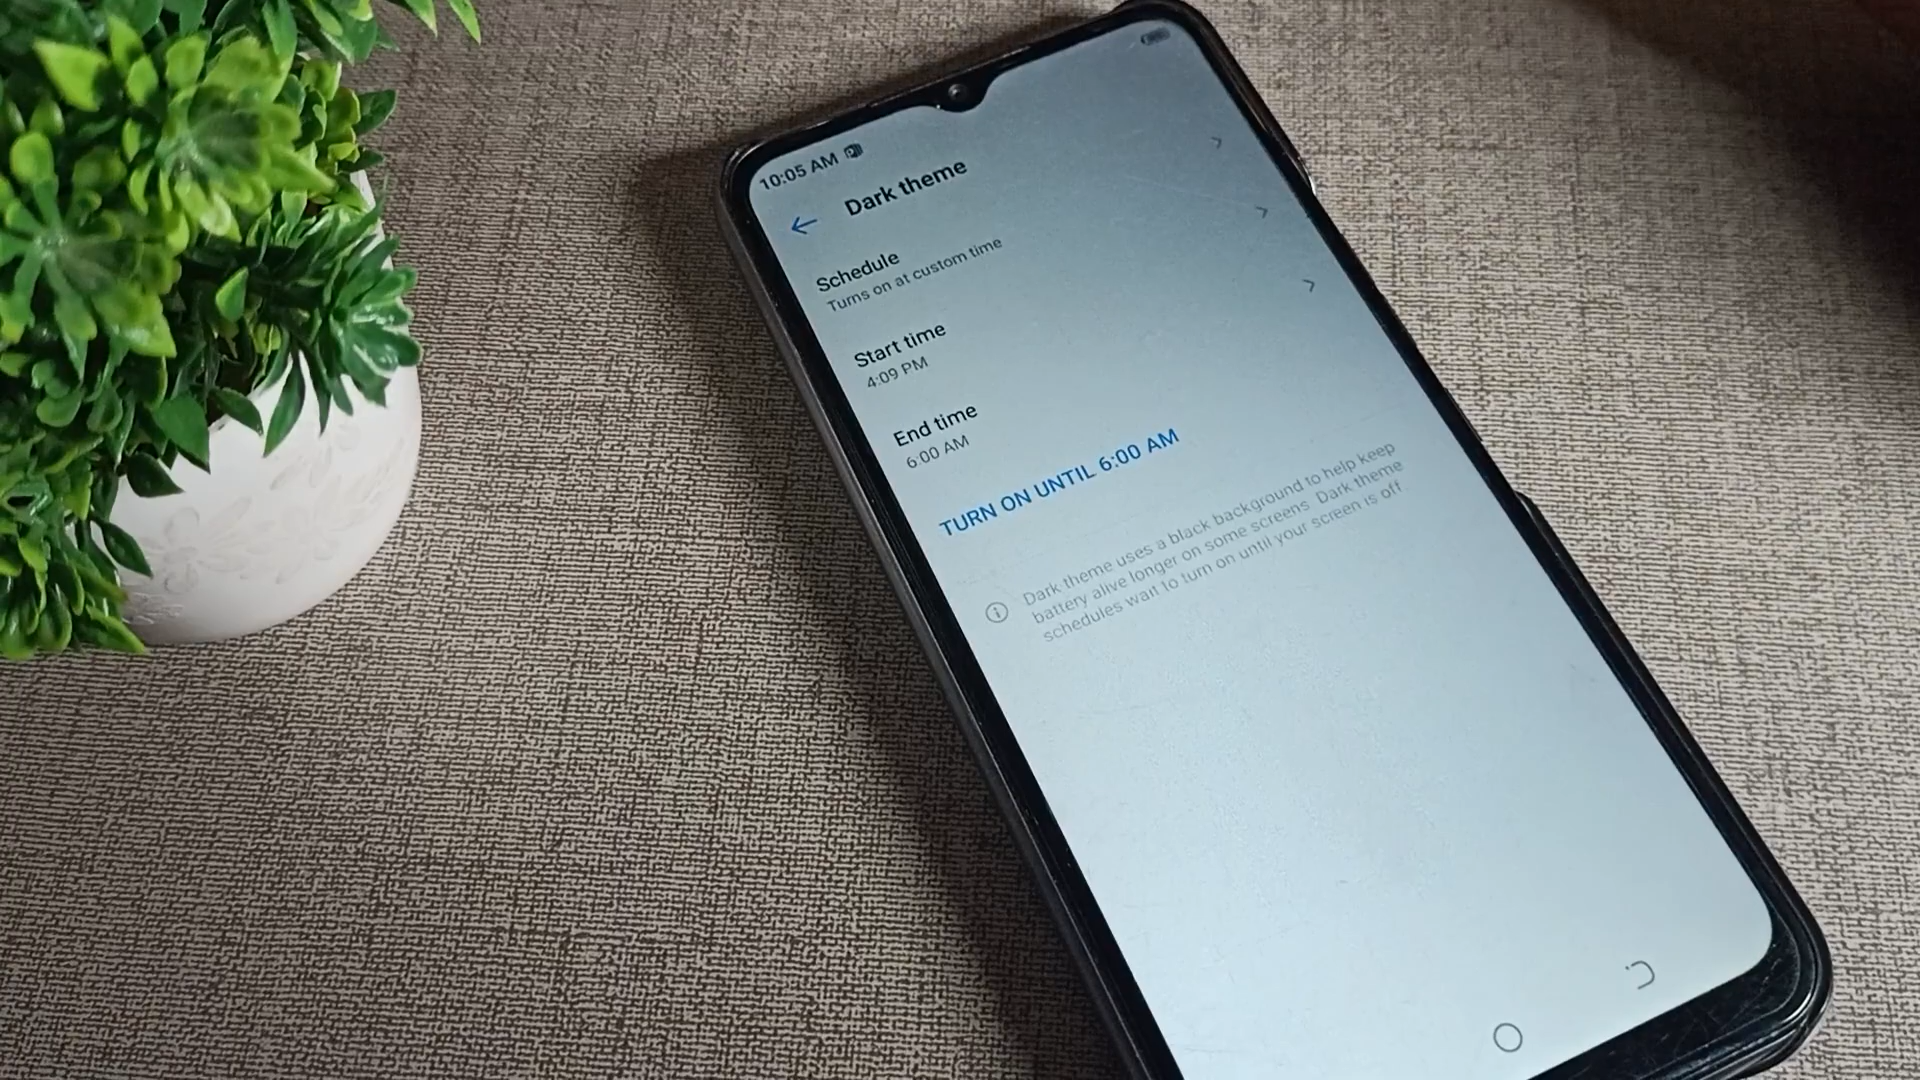 10:05 AM
Dark theme
Schedule
Turns on at custom time
Start time
4:09 PM
End time
6:00 AM
TURN ON UNTIL 6:00 AM
Dark theme uses a black background to help keep
battery alive longer on some screens. Dark theme
schedules wait to turn on until your screen is off.